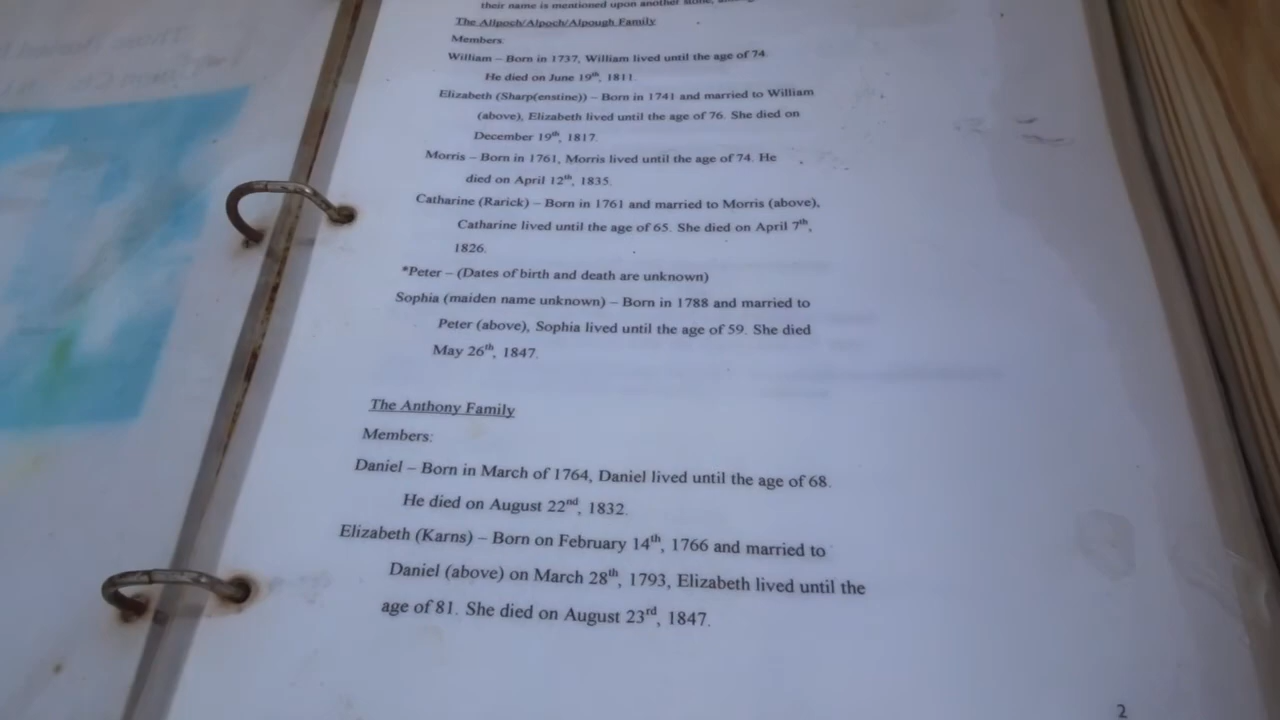 their name is mentioned upon another stone,
The Allpoch/Alpoch/Alpough Family
Members:
William – Born in 1737, William lived until the age of 74.
He died on June 19th, 1811.
Elizabeth (Sharp(enstine)) – Born in 1741 and married to William
(above), Elizabeth lived until the age of 76. She died on
December 19th, 1817.
Morris – Born in 1761, Morris lived until the age of 74. He
died on April 12th, 1835.
Catharine (Rarick) – Born in 1761 and married to Morris (above),
Catharine lived until the age of 65. She died on April 7th,
1826.
*Peter – (Dates of birth and death are unknown)
Sophia (maiden name unknown) – Born in 1788 and married to
Peter (above), Sophia lived until the age of 59. She died
May 26th, 1847.
The Anthony Family
Members:
Daniel – Born in March of 1764, Daniel lived until the age of 68.
He died on August 22nd, 1832.
Elizabeth (Karns) – Born on February 14th, 1766 and married to
Daniel (above) on March 28th, 1793, Elizabeth lived until the
age of 81. She died on August 23rd, 1847.
2